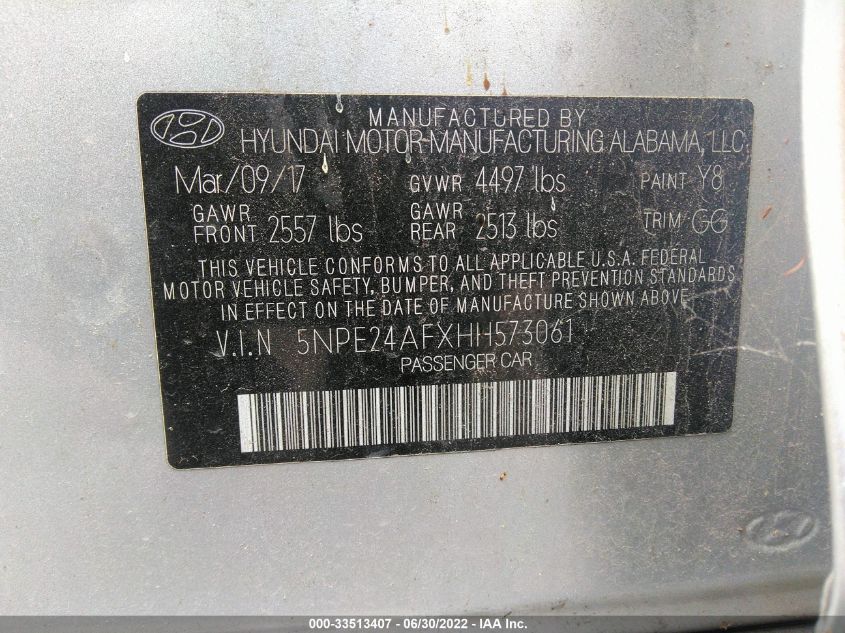 MANUFACTURED BY
HYUNDAI MOTOR-MANUFACTURING ALABAMA, LLC
Mar/09/17 GVWR 4497 lbs PAINT Y8
GAWR FRONT 2557 lbs GAWR REAR 2513 lbs TRIM GG
THIS VEHICLE CONFORMS TO ALL APPLICABLE U.S.A. FEDERAL
MOTOR VEHICLE SAFETY, BUMPER, AND THEFT PREVENTION STANDARDS
IN EFFECT ON THE DATE OF MANUFACTURE SHOWN ABOVE.
V.I.N 5NPE24AFXHH573061
PASSENGER CAR
000-33513407 - 06/30/2022 - IAA Inc.